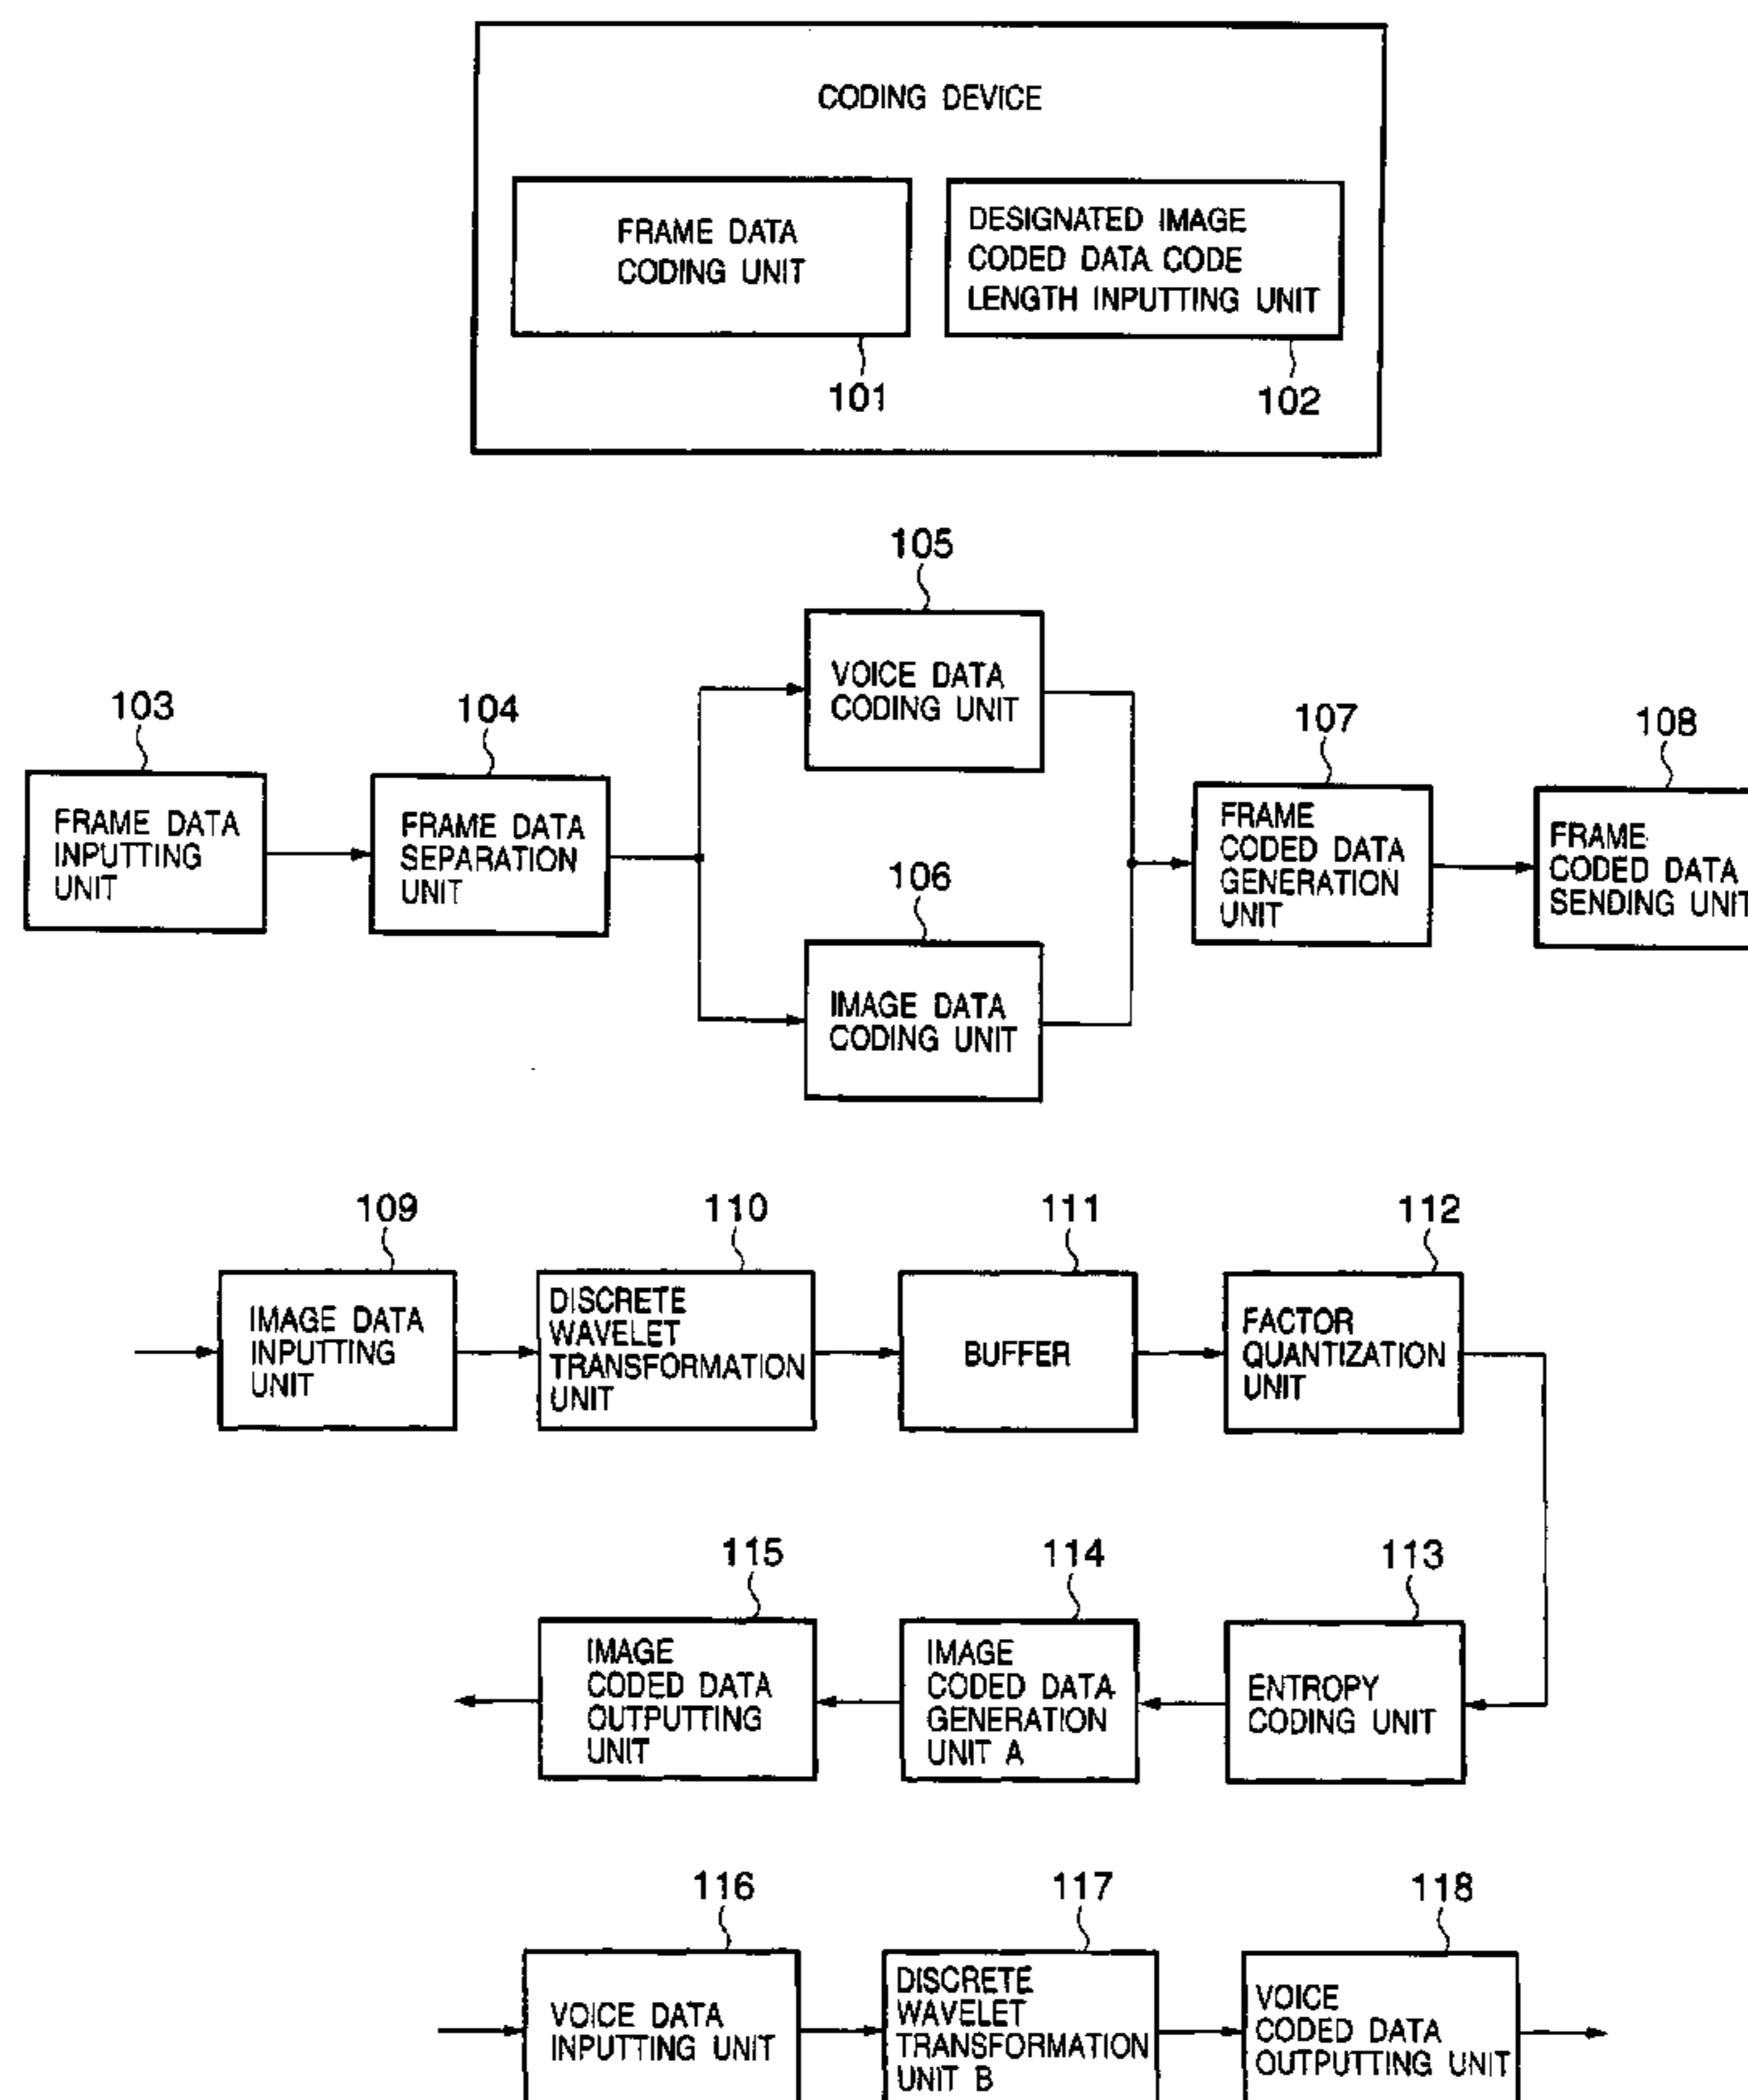 CODING DEVICE
FRAME DATA
CODING UNIT
DESIGNATED IMAGE
CODED DATA CODE
LENGTH INPUTTING UNIT
101
102
105
VOICE DATA
CODING UNIT
103
104
107
108
FRAME DATA
INPUTTING
UNIT
FRAME DATA
SEPARATION
UNIT
FRAME
CODED DATA
GENERATION
UNIT
FRAME
CODED DATA
SENDING UNIT
106
IMAGE DATA
CODING UNIT
109
110
111
112
IMAGE DATA
INPUTTING
UNIT
DISCRETE
WAVELET
TRANSFORMATION
UNIT
BUFFER
FACTOR
QUANTIZATION
UNIT
115
114
113
IMAGE
CODED DATA
OUTPUTTING
UNIT
IMAGE
CODED DATA
GENERATION
UNIT A
ENTROPY
CODING UNIT
116
117
118
VOICE DATA
INPUTTING UNIT
DISCRETE
WAVELET
TRANSFORMATION
UNIT B
VOICE
CODED DATA
OUTPUTTING UNIT